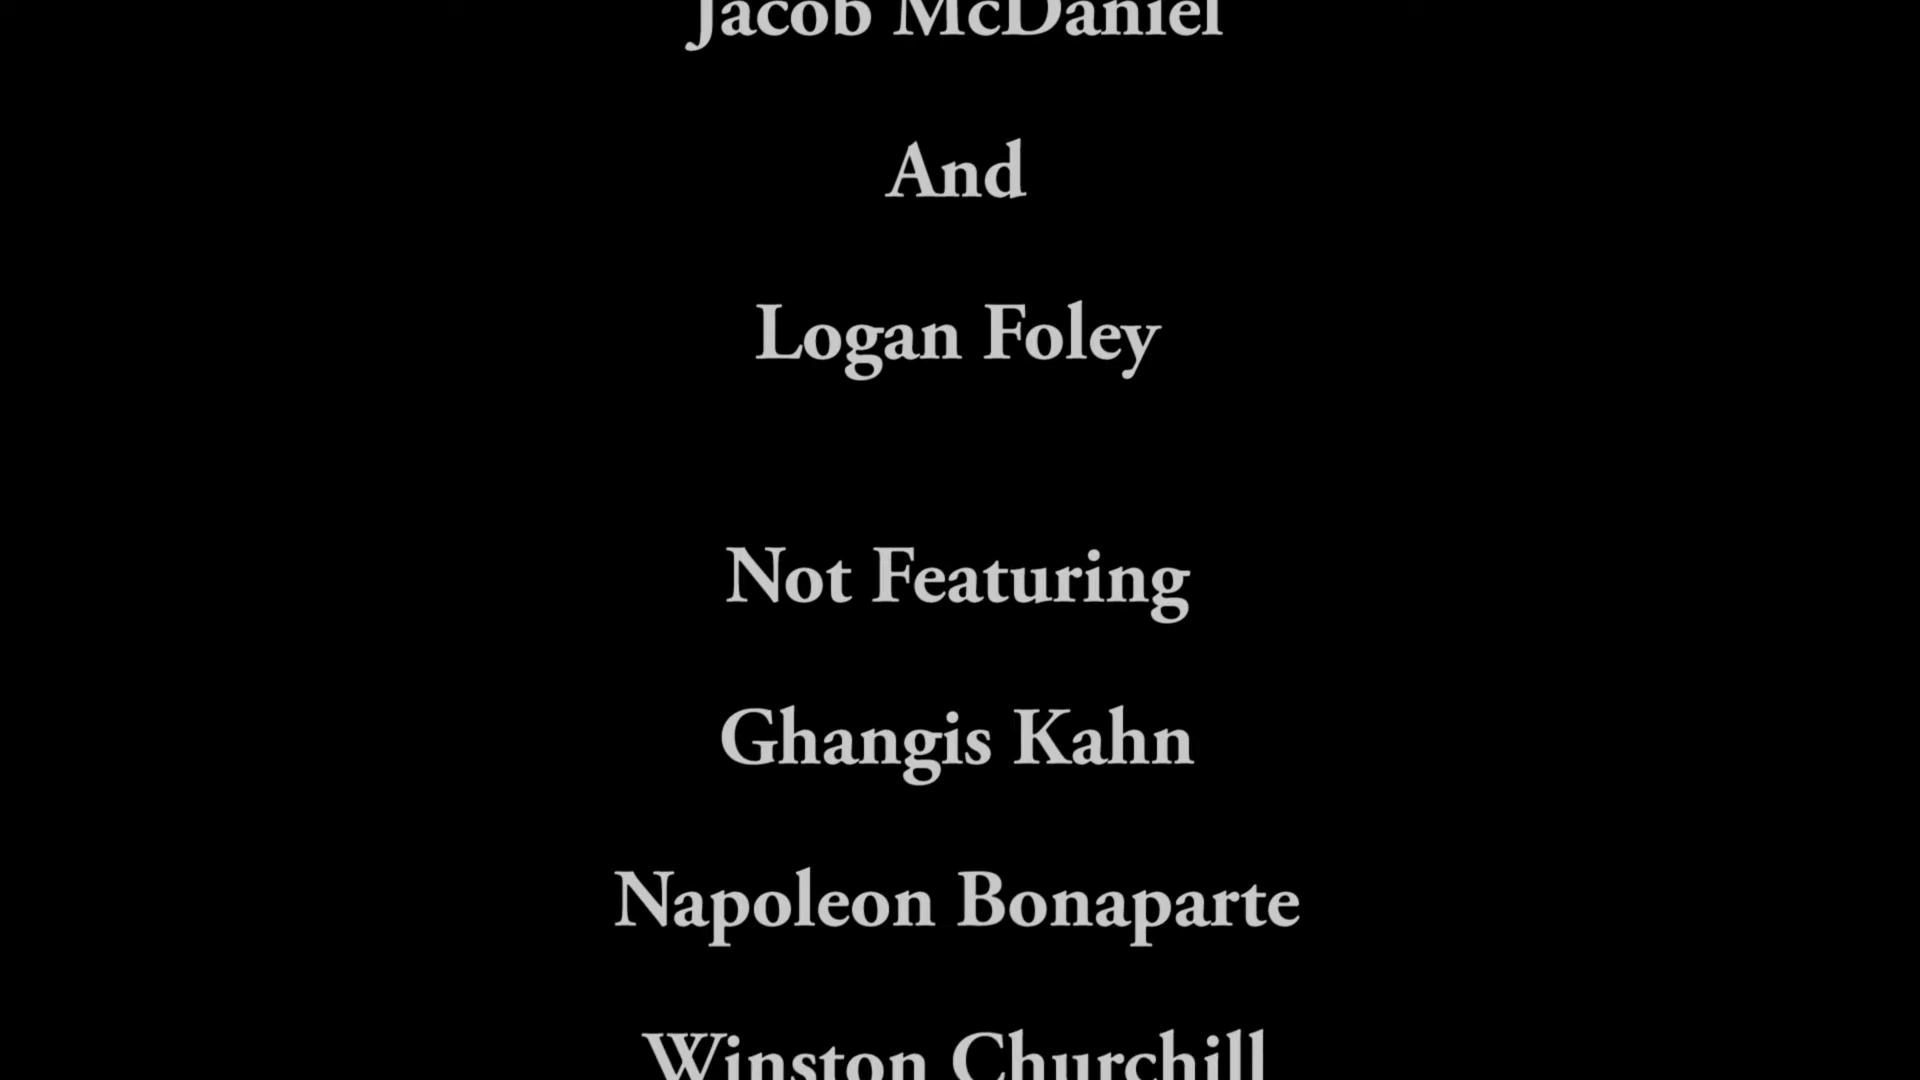 Jacob McDaniel
And
Logan Foley
Not Featuring
Ghangis Kahn
Napoleon Bonaparte
Winston Churchill